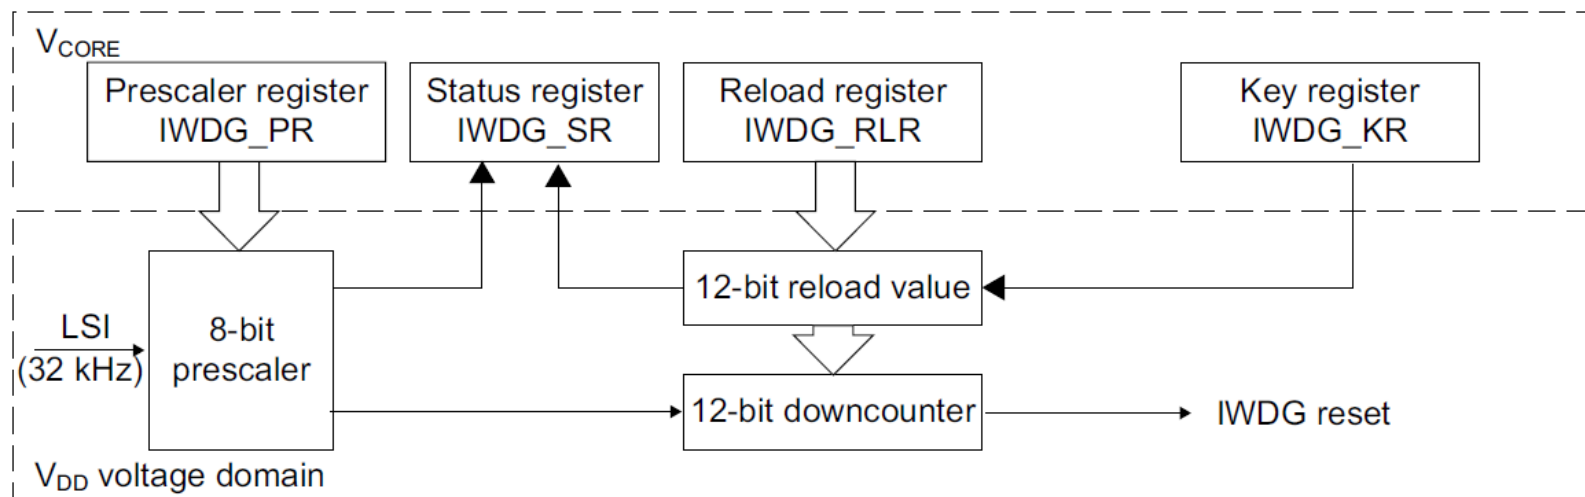 VCORE
Prescaler register
IWDG_PR
Status register
IWDG_SR
Reload register
IWDG_RLR
Key register
IWDG_KR
LSI
(32 kHz)
8-bit
prescaler
12-bit reload value
12-bit downcounter
IWDG reset
VDD voltage domain